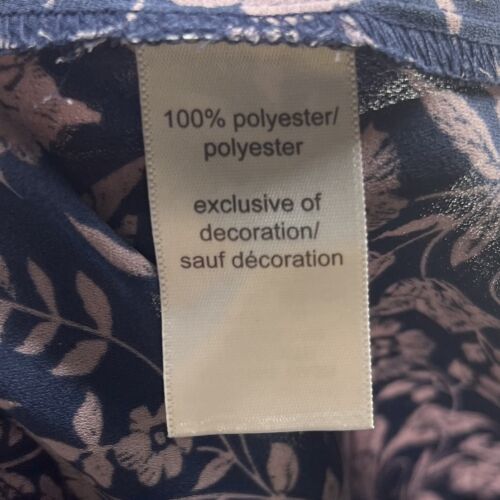 100% polyester/
polyester
exclusive of
decoration/
sauf décoration